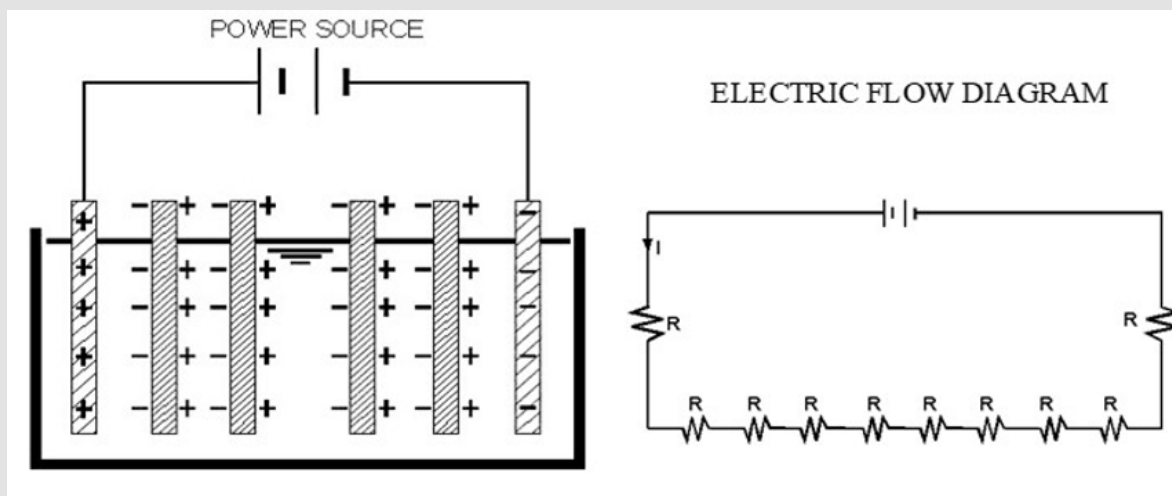 POWER SOURCE
ELECTRIC FLOW DIAGRAM
I
R
R
R R R R R R R R